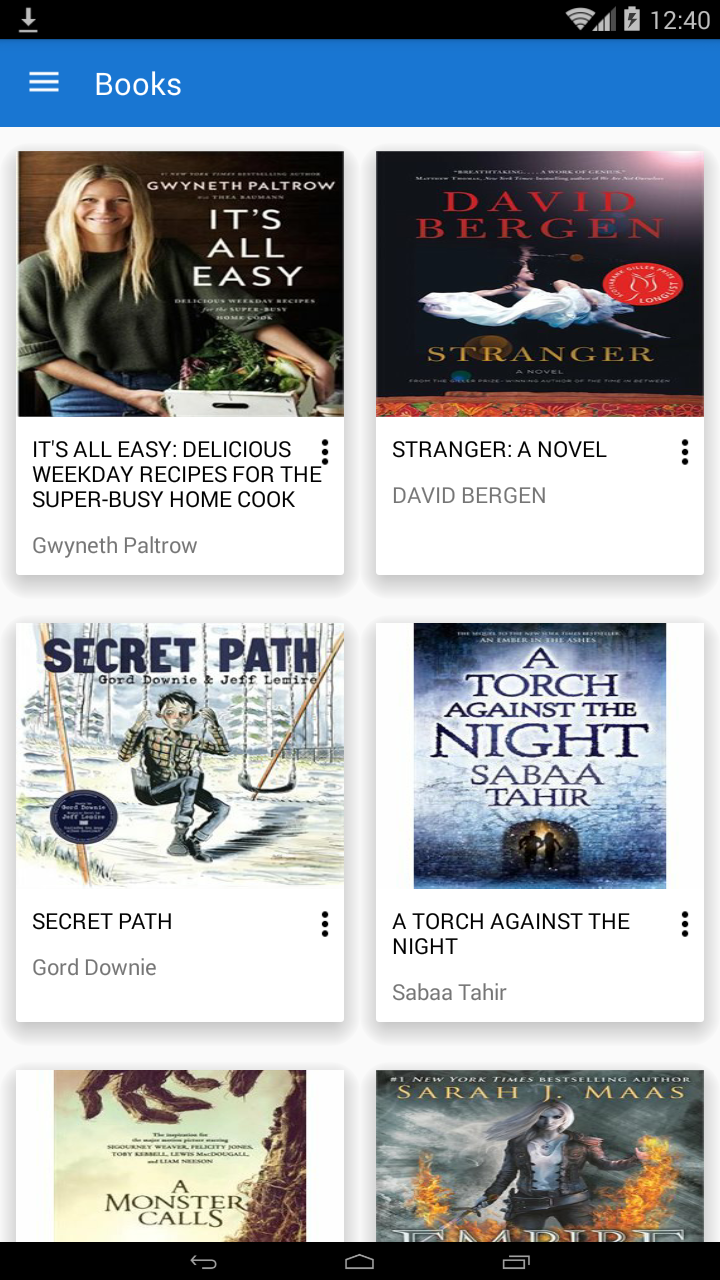 12:40
Books
#1 NEW YORK TIMES BESTSELLING AUTHOR
GWYNETH PALTROW
WITH THEA BAUMANN
IT'S
ALL
EASY
DELICIOUS WEEKDAY RECIPES
for the SUPER-BUSY
HOME COOK
IT'S ALL EASY: DELICIOUS
WEEKDAY RECIPES FOR THE
SUPER-BUSY HOME COOK
Gwyneth Paltrow
"BREATHTAKING. . . . A WORK OF GENIUS."
DAVID
BERGEN
SCOTIABANK GILLER PRIZE
LONGLIST
STRANGER
A NOVEL
FROM THE GILLER PRIZE–WINNING AUTHOR OF THE TIME IN BETWEEN
STRANGER: A NOVEL
DAVID BERGEN
SECRET PATH
Gord Downie & Jeff Lemire
Gord Downie
Jeff Lemire
SECRET PATH
Gord Downie
THE SEQUEL TO THE NEW YORK TIMES BESTSELLER
AN EMBER IN THE ASHES
A
TORCH
AGAINST THE
NIGHT
SABAA
TAHIR
A TORCH AGAINST THE
NIGHT
Sabaa Tahir
The inspiration for
the major motion picture starring
SIGOURNEY WEAVER, FELICITY JONES,
TOBY KEBBELL, LEWIS MACDOUGALL,
and LIAM NEESON
A
MONSTER
CALLS
#1 NEW YORK TIMES BESTSELLING AUTHOR
SARAH J. MAAS
EMPIRE